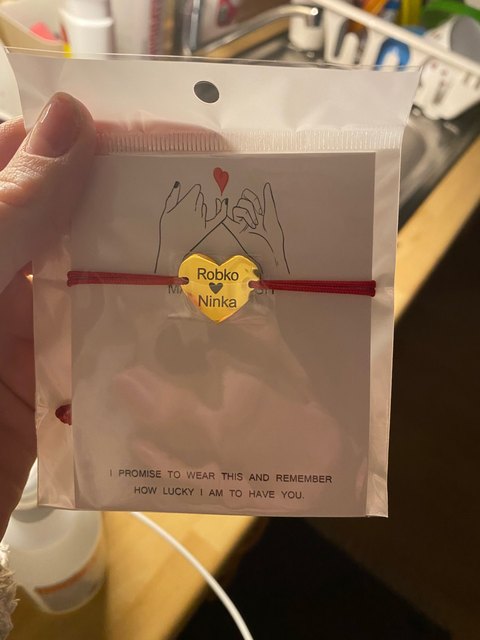 Robko
Ninka
I PROMISE TO WEAR THIS AND REMEMBER
HOW LUCKY I AM TO HAVE YOU.